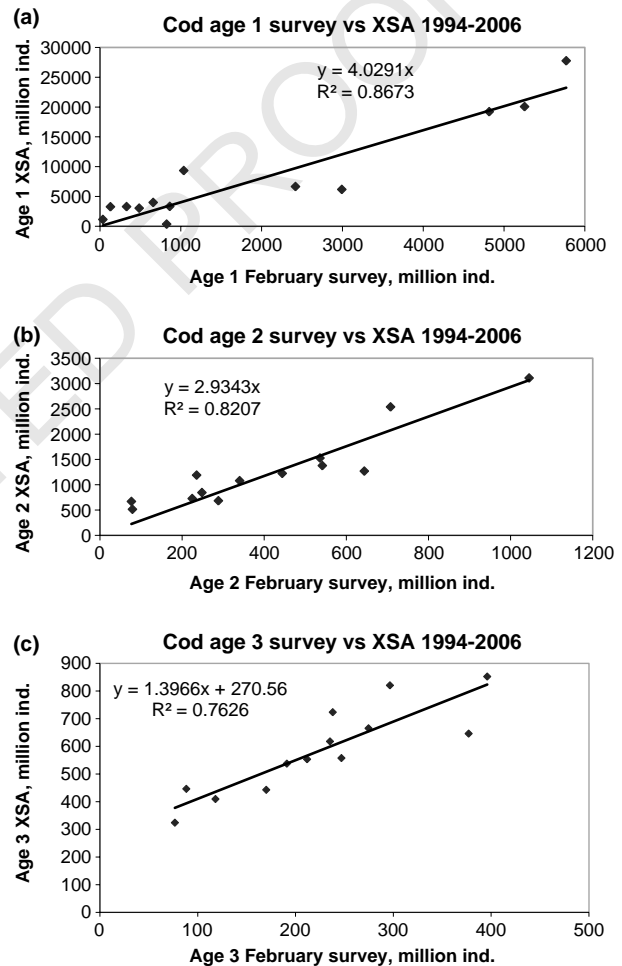 (a) Cod age 1 survey vs XSA 1994-2006
30000
25000
20000
15000
10000
5000
0
y = 4.0291x
R² = 0.8673
Age 1 XSA, million ind.
0 1000 2000 3000 4000 5000 6000
Age 1 February survey, million ind.
(b) Cod age 2 survey vs XSA 1994-2006
3500
3000
2500
2000
1500
1000
500
0
y = 2.9343x
R² = 0.8207
Age 2 XSA, million ind.
0 200 400 600 800 1000 1200
Age 2 February survey, million ind.
(c) Cod age 3 survey vs XSA 1994-2006
900
800
700
600
500
400
300
200
100
0
y = 1.3966x + 270.56
R² = 0.7626
Age 3 XSA, million ind.
0 100 200 300 400 500
Age 3 February survey, million ind.
TED PROOF